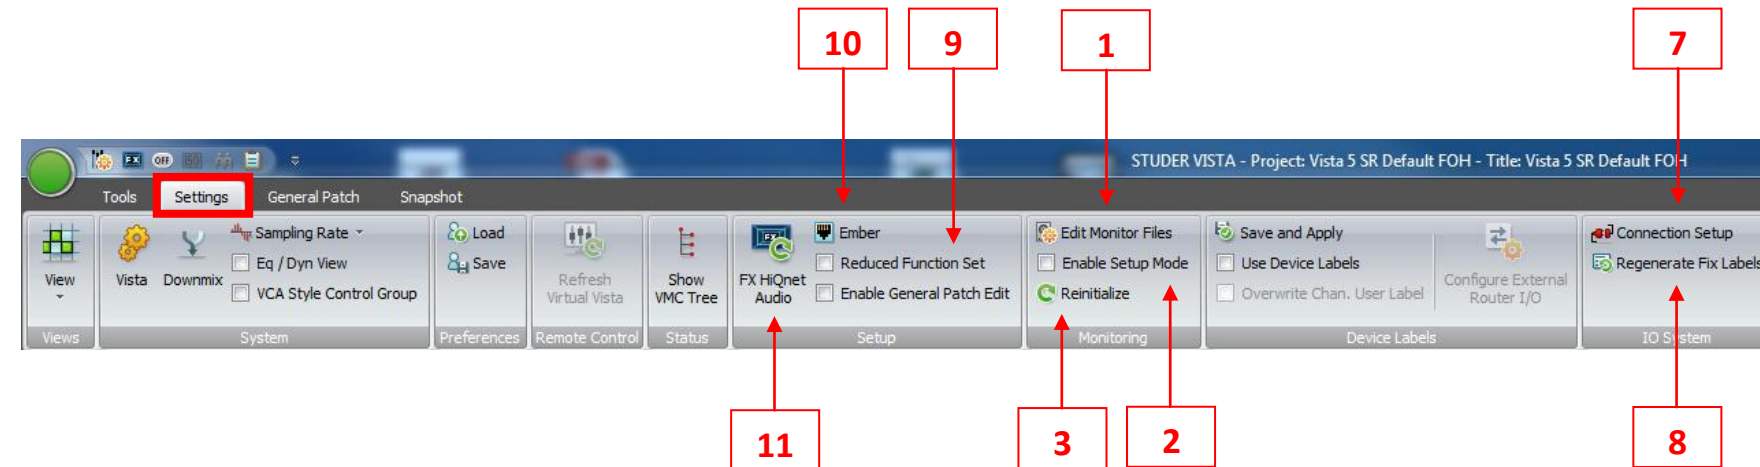 10 9 1 7
FX OFF ISO
STUDER VISTA - Project: Vista 5 SR Default FOH - Title: Vista 5 SR Default FOH
Tools Settings General Patch Snapshot
View
Views
Vista
Downmix
Sampling Rate
Eq / Dyn View
VCA Style Control Group
System
Load
Save
Preferences
Refresh
Virtual Vista
Remote Control
Show
VMC Tree
Status
FX
FX HiQnet
Audio
Ember
Reduced Function Set
Enable General Patch Edit
Setup
Edit Monitor Files
Enable Setup Mode
Reinitialize
Monitoring
Save and Apply
Use Device Labels
Overwrite Chan. User Label
Configure External
Router I/O
Device Labels
Connection Setup
Regenerate Fix Labels
IO System
11 3 2 8